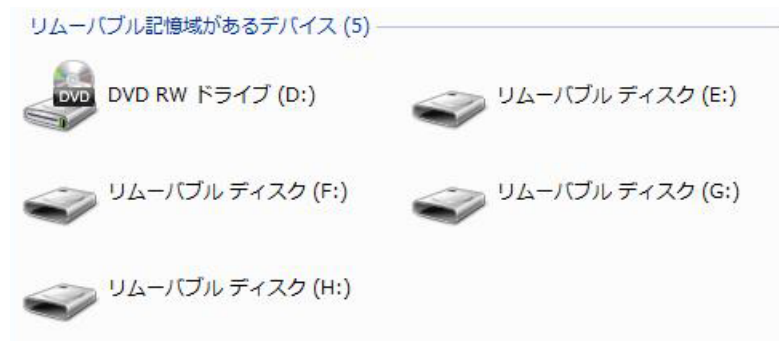 リムーバブル記憶域があるデバイス (5)
DVD
DVD RW ドライブ (D:)
リムーバブル ディスク (E:)
リムーバブル ディスク (F:)
リムーバブル ディスク (G:)
リムーバブル ディスク (H:)